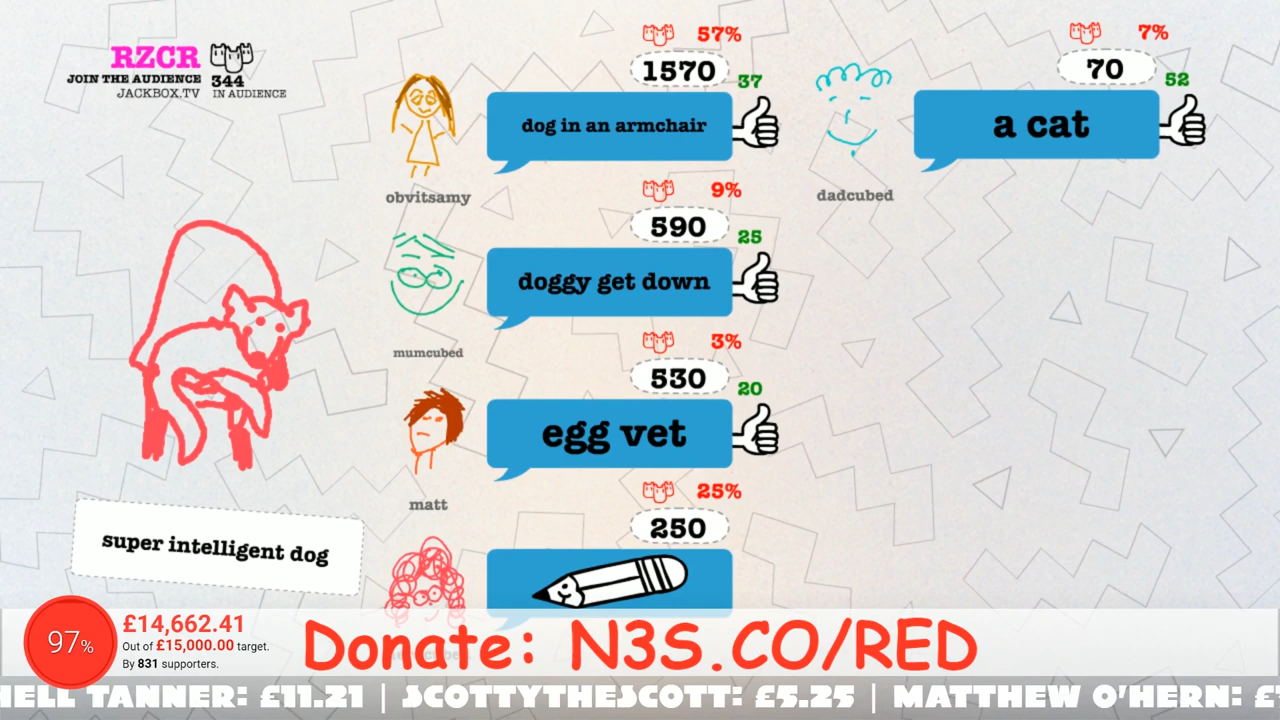 RZCR
JOIN THE AUDIENCE
JACKBOX.TV
344
IN AUDIENCE
57%
1570
37
dog in an armchair
obvitsamy
7%
70
52
a cat
dadcubed
9%
590
25
doggy get down
mumcubed
3%
530
20
egg vet
matt
25%
250
super intelligent dog
97%
£14,662.41
Out of £15,000.00 target.
By 831 supporters.
Donate: N3S.CO/RED
HELL TANNER: £11.21 | SCOTTYTHESCOTT: £5.25 | MATTHEW O'HERN: £